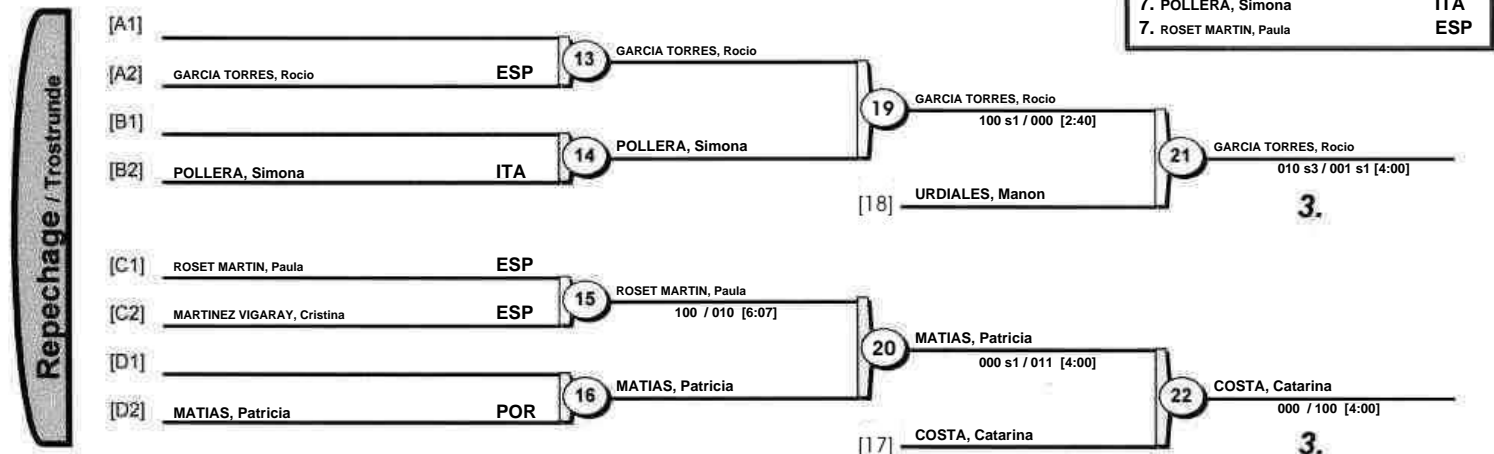 7. POLLERA, Simona ITA
7. ROSET MARTIN, Paula ESP
Repechage / Trostrunde
[A1]
13 GARCIA TORRES, Rocio
[A2] GARCIA TORRES, Rocio ESP
19 GARCIA TORRES, Rocio
100 s1 / 000 [2:40]
[B1]
14 POLLERA, Simona
[B2] POLLERA, Simona ITA
21 GARCIA TORRES, Rocio
010 s3 / 001 s1 [4:00]
[18] URDIALES, Manon
3.
[C1] ROSET MARTIN, Paula ESP
15 ROSET MARTIN, Paula
100 / 010 [6:07]
[C2] MARTINEZ VIGARAY, Cristina ESP
20 MATIAS, Patricia
000 s1 / 011 [4:00]
[D1]
16 MATIAS, Patricia
[D2] MATIAS, Patricia POR
22 COSTA, Catarina
000 / 100 [4:00]
[17] COSTA, Catarina
3.